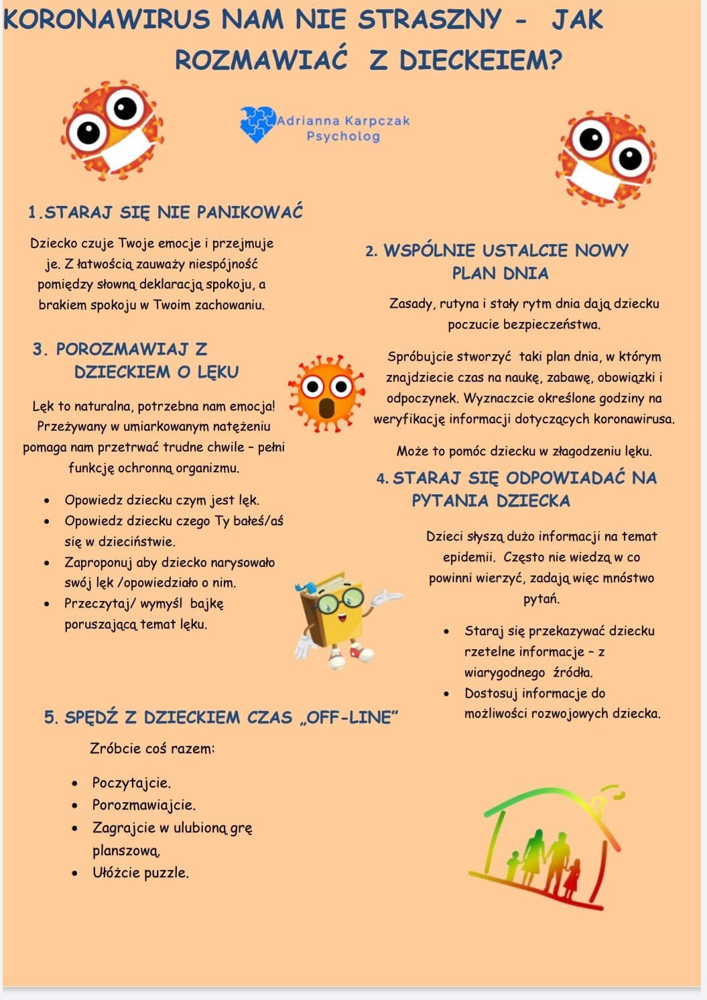 KORONAWIRUS NAM NIE STRASZNY - JAK
ROZMAWIAĆ Z DIECKEIEM?
Adrianna Karpczak
Psycholog
1.STARAJ SIĘ NIE PANIKOWAĆ
Dziecko czuje Twoje emocje i przejmuje
je. Z łatwością zauważy niespójność
pomiędzy słowną deklaracją spokoju, a
brakiem spokoju w Twoim zachowaniu.
2. WSPÓLNIE USTALCIE NOWY
PLAN DNIA
Zasady, rutyna i stały rytm dnia dają dziecku
poczucie bezpieczeństwa.
Spróbujcie stworzyć taki plan dnia, w którym
znajdziecie czas na naukę, zabawę, obowiązki i
odpoczynek. Wyznaczcie określone godziny na
weryfikację informacji dotyczących koronawirusa.
Może to pomóc dziecku w złagodzeniu lęku.
3. POROZMAWIAJ Z
DZIECKIEM O LĘKU
Lęk to naturalna, potrzebna nam emocja!
Przeżywany w umiarkowanym natężeniu
pomaga nam przetrwać trudne chwile – pełni
funkcję ochronną organizmu.
• Opowiedz dziecku czym jest lęk.
• Opowiedz dziecku czego Ty bałeś/aś
się w dzieciństwie.
• Zaproponuj aby dziecko narysowało
swój lęk /opowiedziało o nim.
• Przeczytaj/ wymyśl bajkę
poruszającą temat lęku.
4. STARAJ SIĘ ODPOWIADAĆ NA
PYTANIA DZIECKA
Dzieci słyszą dużo informacji na temat
epidemii. Często nie wiedzą w co
powinni wierzyć, zadają więc mnóstwo
pytań.
• Staraj się przekazywać dziecku
rzetelne informacje – z
wiarygodnego źródła.
• Dostosuj informacje do
możliwości rozwojowych dziecka.
5. SPĘDŹ Z DZIECKIEM CZAS „OFF-LINE”
Zróbcie coś razem:
• Poczytajcie.
• Porozmawiajcie.
• Zagrajcie w ulubioną grę
planszową.
• Ułóżcie puzzle.